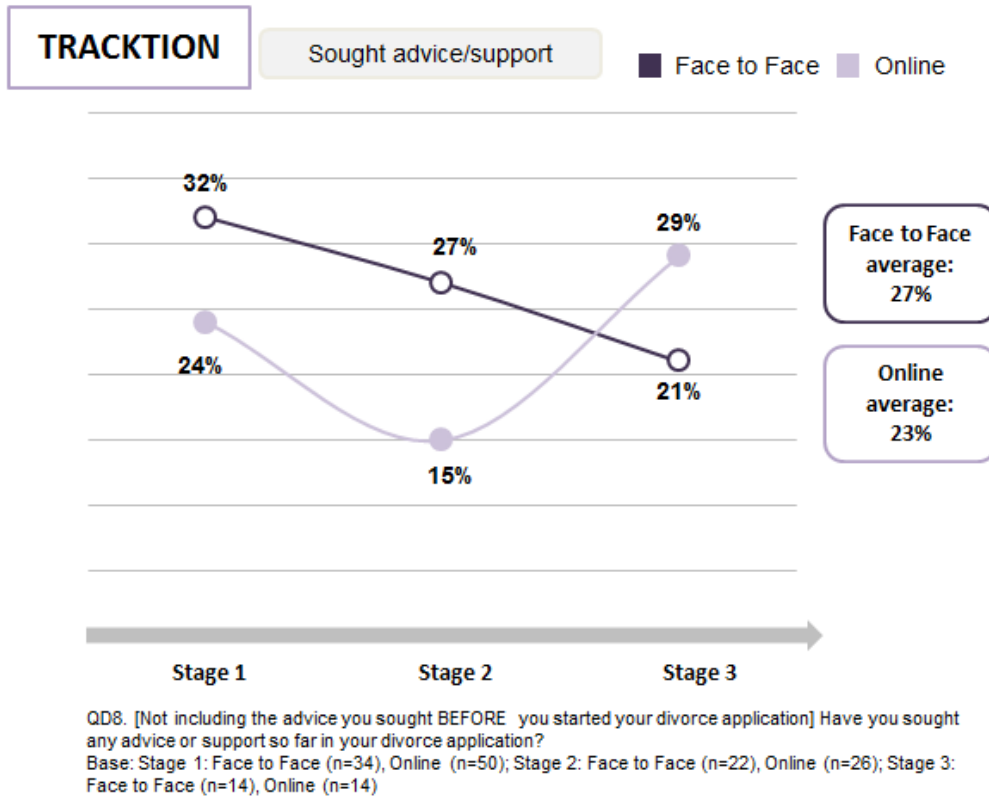 TRACKTION
Sought advice/support
Face to Face
Online
32%
27%
29%
24%
15%
21%
Face to Face
average:
27%
Online
average:
23%
Stage 1
Stage 2
Stage 3
QD8. [Not including the advice you sought BEFORE you started your divorce application] Have you sought
any advice or support so far in your divorce application?
Base: Stage 1: Face to Face (n=34), Online (n=50); Stage 2: Face to Face (n=22), Online (n=26); Stage 3:
Face to Face (n=14), Online (n=14)